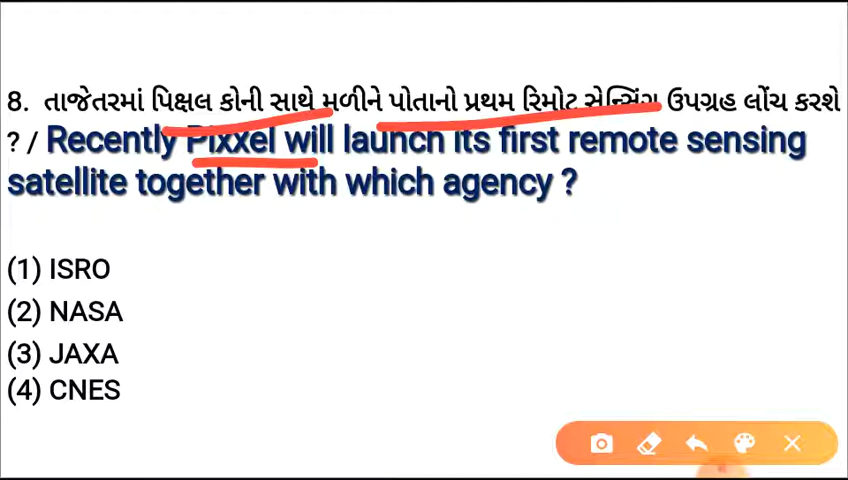 8. તાજેતરમાં પિક્ષલ કોની સાથે મળીને પોતાનો પ્રથમ રિમોટ સેન્સિંગ ઉપગ્રહ લોંચ કરશે
? / Recently Pixxel will launch its first remote sensing
satellite together with which agency ?
(1) ISRO
(2) NASA
(3) JAXA
(4) CNES